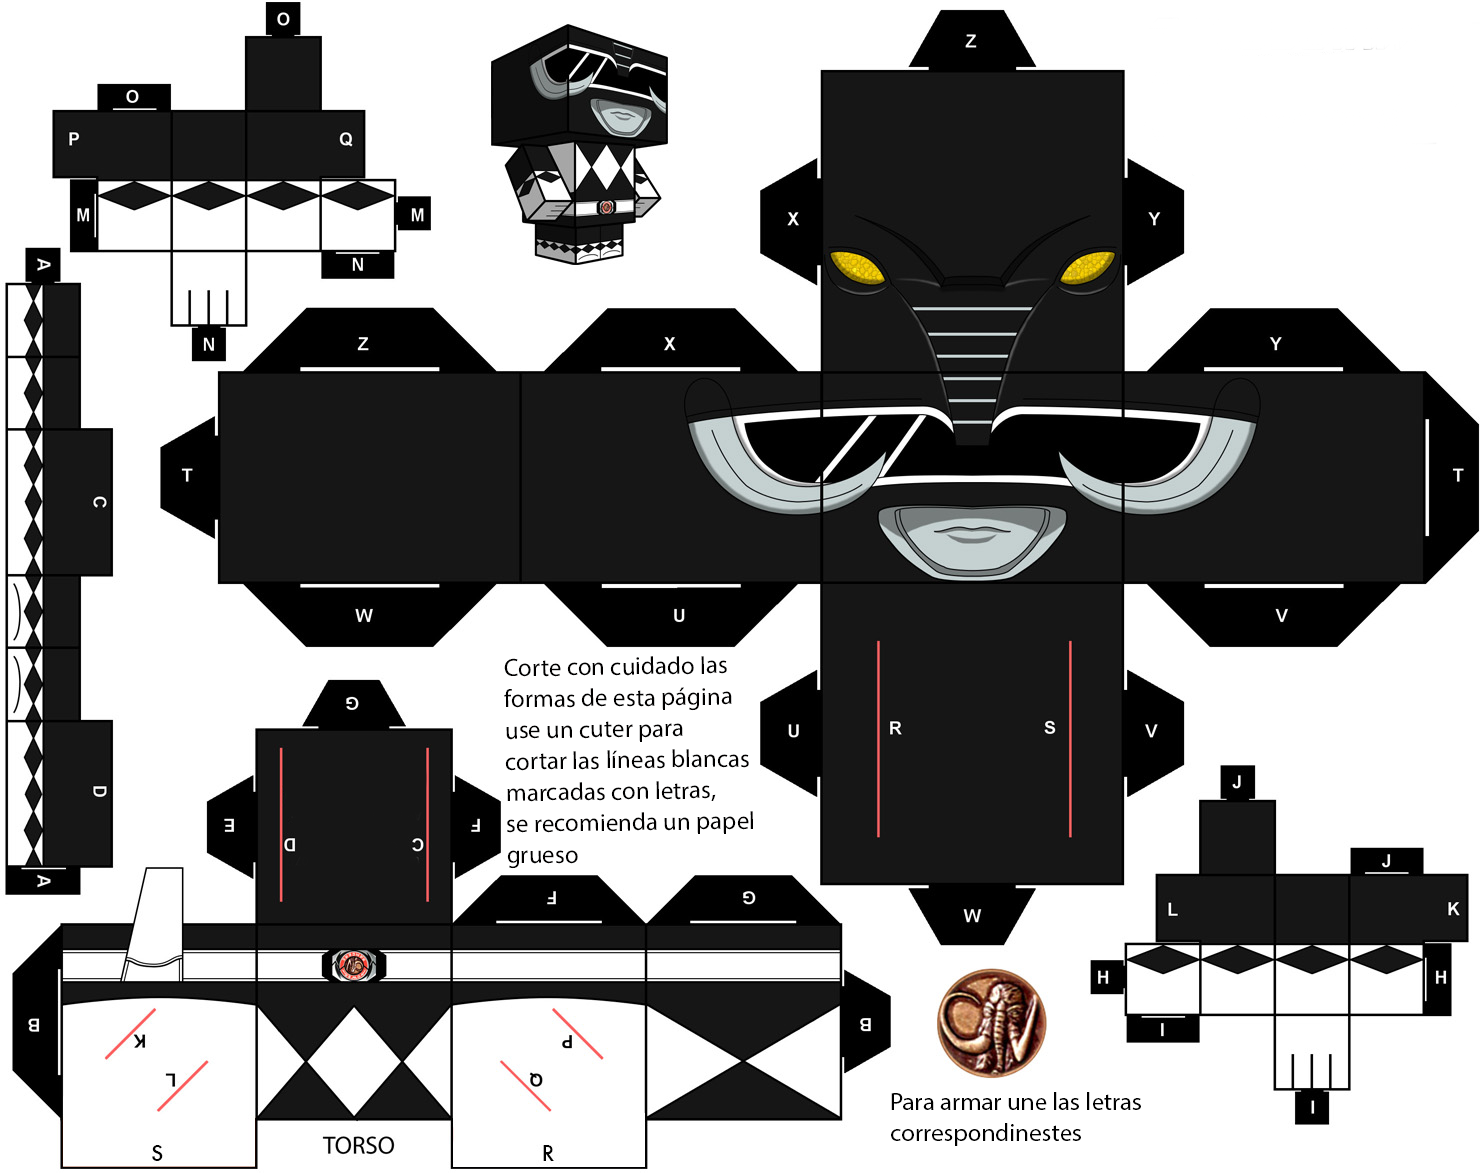 O
O
P
Q
M
M
N
N
A
C
D
A
Z
X
Y
Z
X
Y
T
T
W
U
V
U
V
R
S
W
Corte con cuidado las
formas de esta página
use un cuter para
cortar las líneas blancas
marcadas con letras,
se recomienda un papel
grueso
G
E
F
D
C
F
G
B
B
K
L
P
Q
S
TORSO
R
J
J
L
K
H
H
I
I
Para armar une las letras
correspondinestes